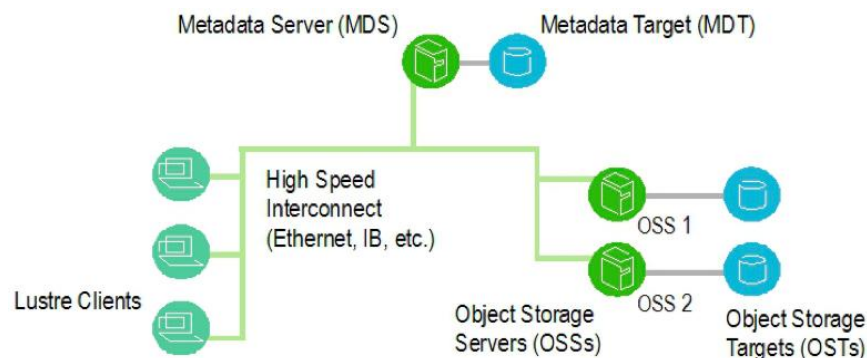 Metadata Server (MDS)
Metadata Target (MDT)
High Speed
Interconnect
(Ethernet, IB, etc.)
OSS 1
OSS 2
Lustre Clients
Object Storage
Servers (OSSs)
Object Storage
Targets (OSTs)